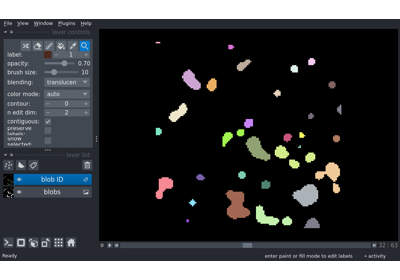 File View Window Plugins Help
layer controls
label: 1
opacity: 0.70
brush size: 10
blending: translucen
color mode: auto
contour: 0
n edit dim: 2
contiguous:
preserve labels:
show selected:
layer list
blob ID
blobs
0 32 63
Ready enter paint or fill mode to edit labels activity